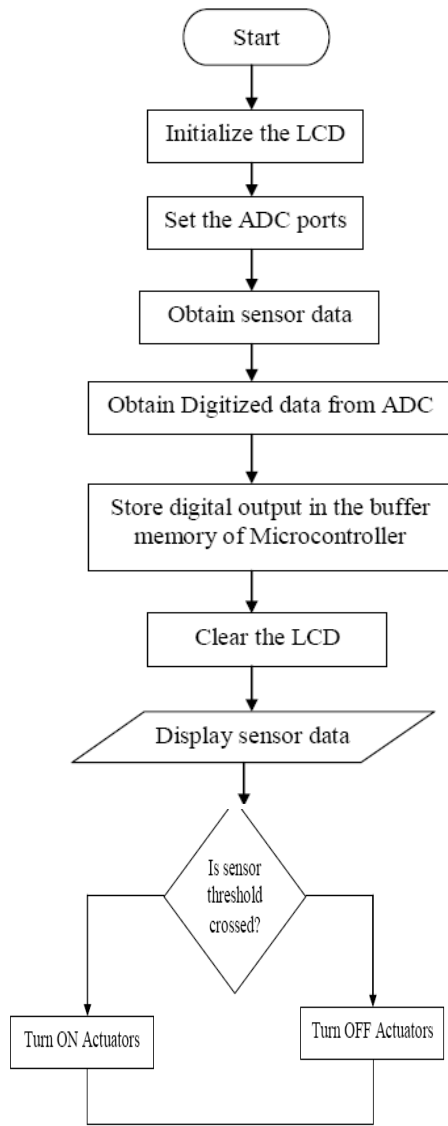 Start
Initialize the LCD
Set the ADC ports
Obtain sensor data
Obtain Digitized data from ADC
Store digital output in the buffer
memory of Microcontroller
Clear the LCD
Display sensor data
Is sensor
threshold
crossed?
Turn ON Actuators
Turn OFF Actuators